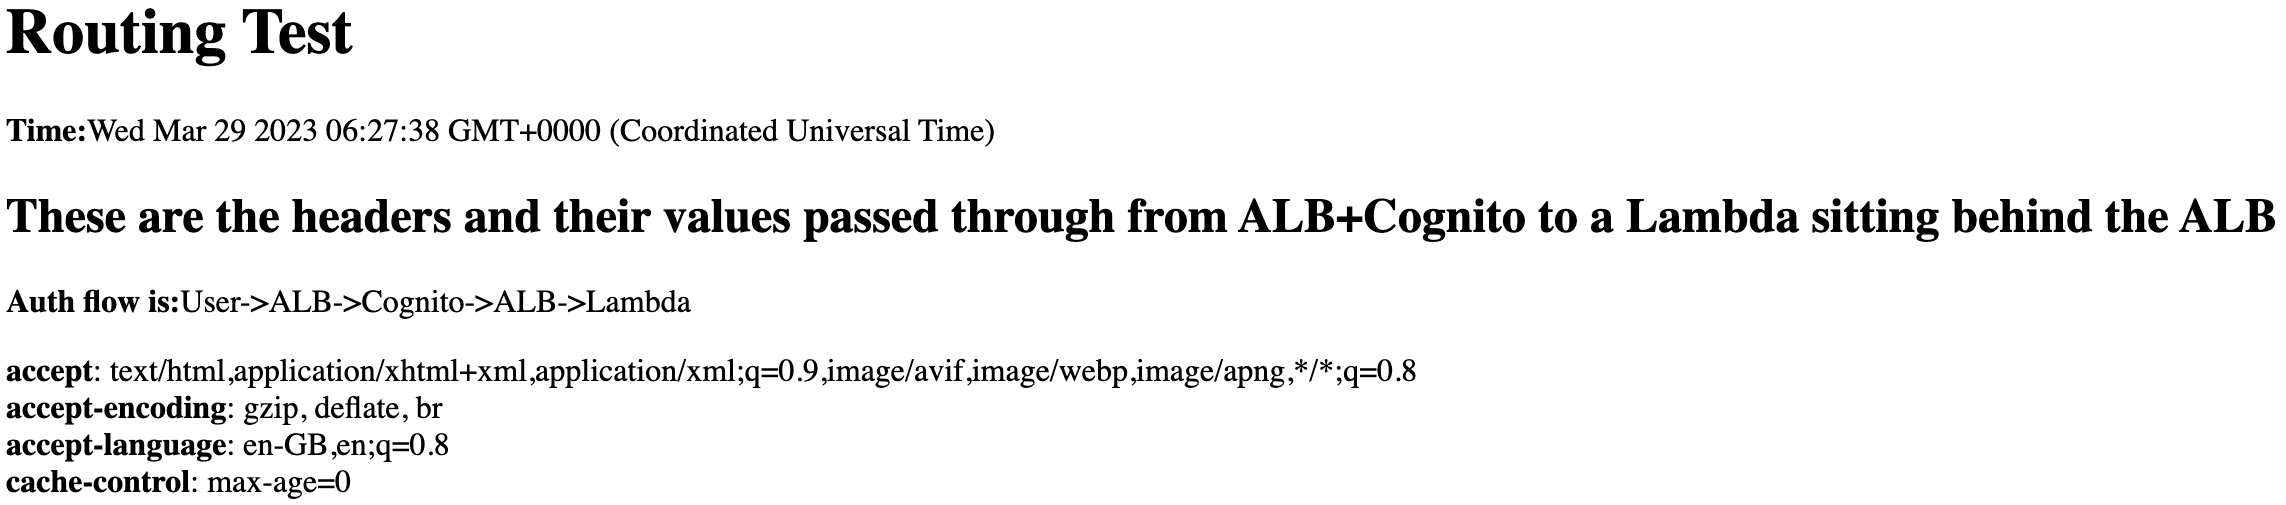 Routing Test
Time:Wed Mar 29 2023 06:27:38 GMT+0000 (Coordinated Universal Time)
These are the headers and their values passed through from ALB+Cognito to a Lambda sitting behind the ALB
Auth flow is:User->ALB->Cognito->ALB->Lambda
accept: text/html,application/xhtml+xml,application/xml;q=0.9,image/avif,image/webp,image/apng,*/*;q=0.8
accept-encoding: gzip, deflate, br
accept-language: en-GB,en;q=0.8
cache-control: max-age=0